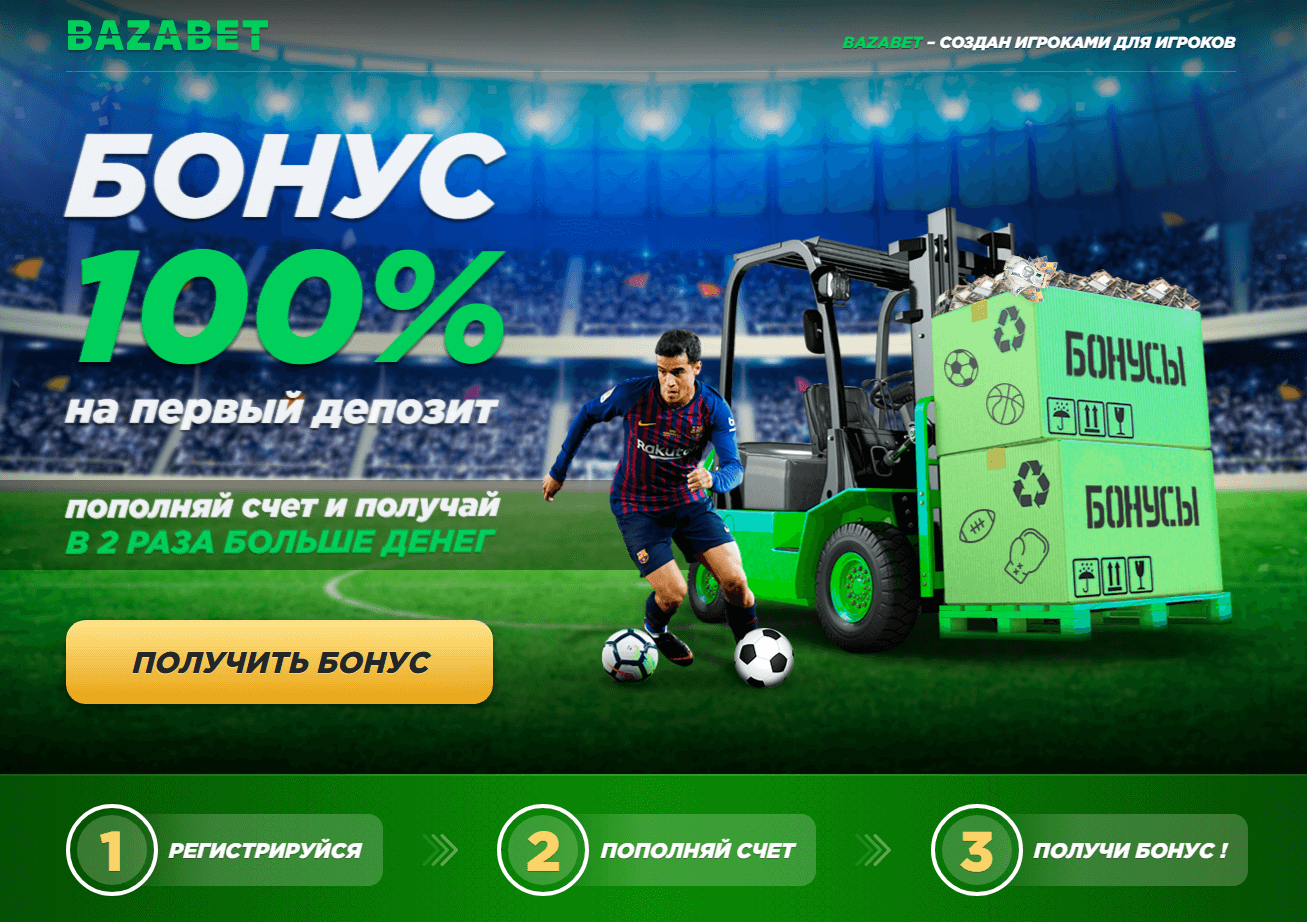 BAZABET
BAZABET – СОЗДАН ИГРОКАМИ ДЛЯ ИГРОКОВ
БОНУС
100%
на первый депозит
пополняй счет и получай
В 2 РАЗА БОЛЬШЕ ДЕНЕГ
ПОЛУЧИТЬ БОНУС
Rakuten
БОНУСЫ
БОНУСЫ
1 РЕГИСТРИРУЙСЯ
2 ПОПОЛНЯЙ СЧЕТ
3 ПОЛУЧИ БОНУС !